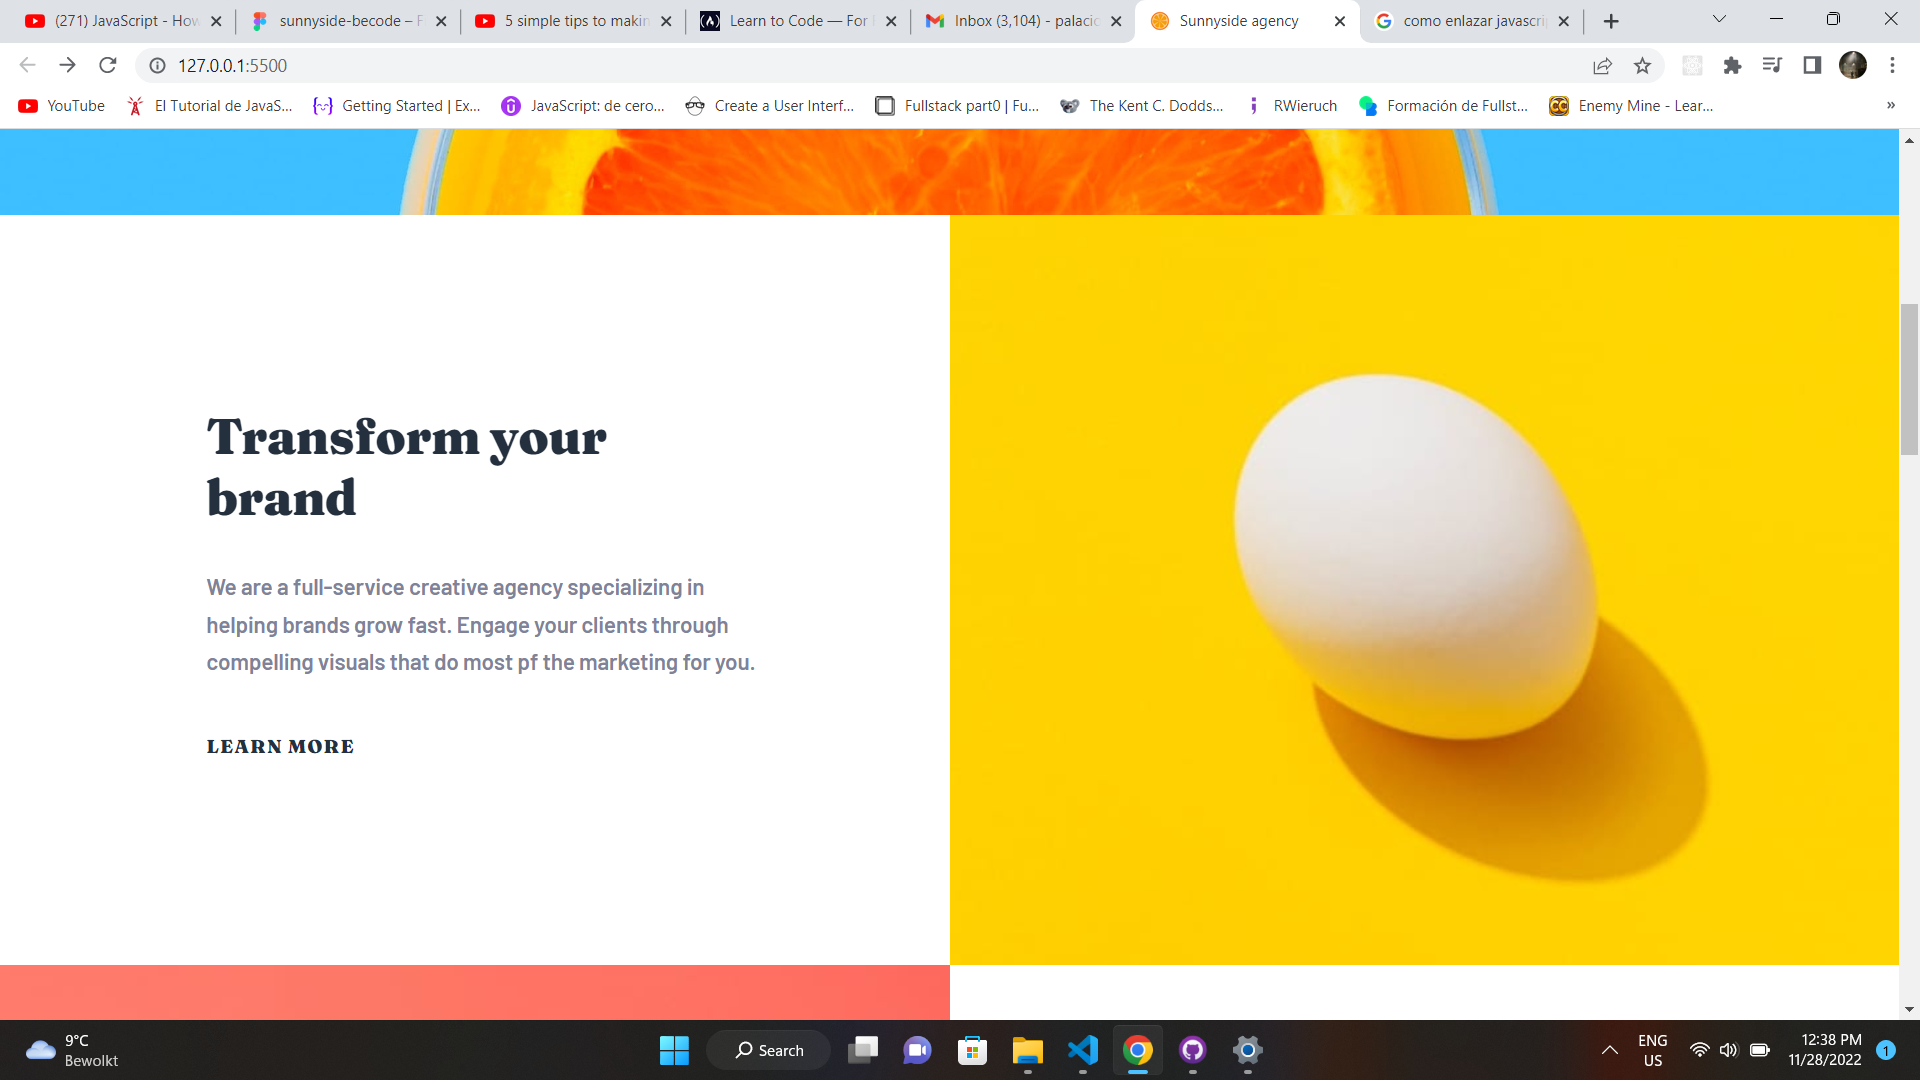 (271) JavaScript - How
sunnyside-becode – F
5 simple tips to makin
Learn to Code — For
Inbox (3,104) - palacio
Sunnyside agency
como enlazar javascri
127.0.0.1:5500
YouTube
El Tutorial de JavaS...
Getting Started | Ex...
JavaScript: de cero...
Create a User Interf...
Fullstack part0 | Fu...
The Kent C. Dodds...
RWieruch
Formación de Fullst...
Enemy Mine - Lear...
»
Transform your
brand
We are a full-service creative agency specializing in
helping brands grow fast. Engage your clients through
compelling visuals that do most pf the marketing for you.
LEARN MORE
9°C
Bewolkt
Search
ENG
US
12:38 PM
11/28/2022
1